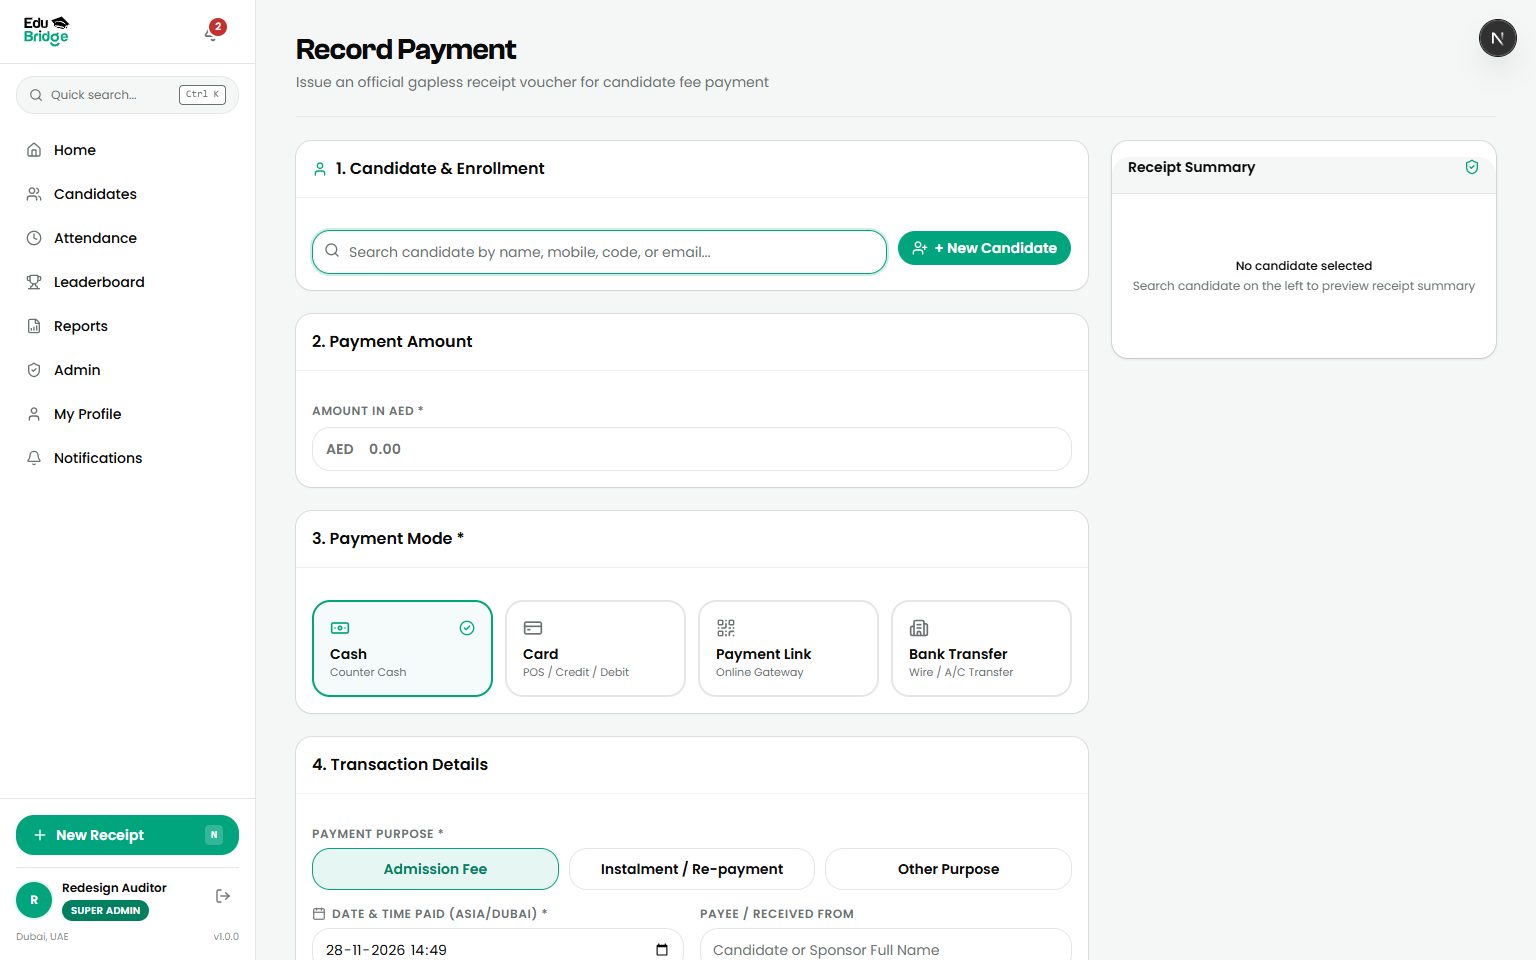 Edu
Bridge
2
Quick search...
Ctrl K
Home
Candidates
Attendance
Leaderboard
Reports
Admin
My Profile
Notifications
New Receipt
N
R
Redesign Auditor
SUPER ADMIN
Dubai, UAE
v1.0.0
Record Payment
Issue an official gapless receipt voucher for candidate fee payment
N
1. Candidate & Enrollment
Search candidate by name, mobile, code, or email...
+ New Candidate
2. Payment Amount
AMOUNT IN AED *
AED 0.00
3. Payment Mode *
Cash
Counter Cash
Card
POS / Credit / Debit
Payment Link
Online Gateway
Bank Transfer
Wire / A/C Transfer
4. Transaction Details
PAYMENT PURPOSE *
Admission Fee
Instalment / Re-payment
Other Purpose
DATE & TIME PAID (ASIA/DUBAI) *
28-11-2026 14:49
PAYEE / RECEIVED FROM
Candidate or Sponsor Full Name
Receipt Summary
No candidate selected
Search candidate on the left to preview receipt summary